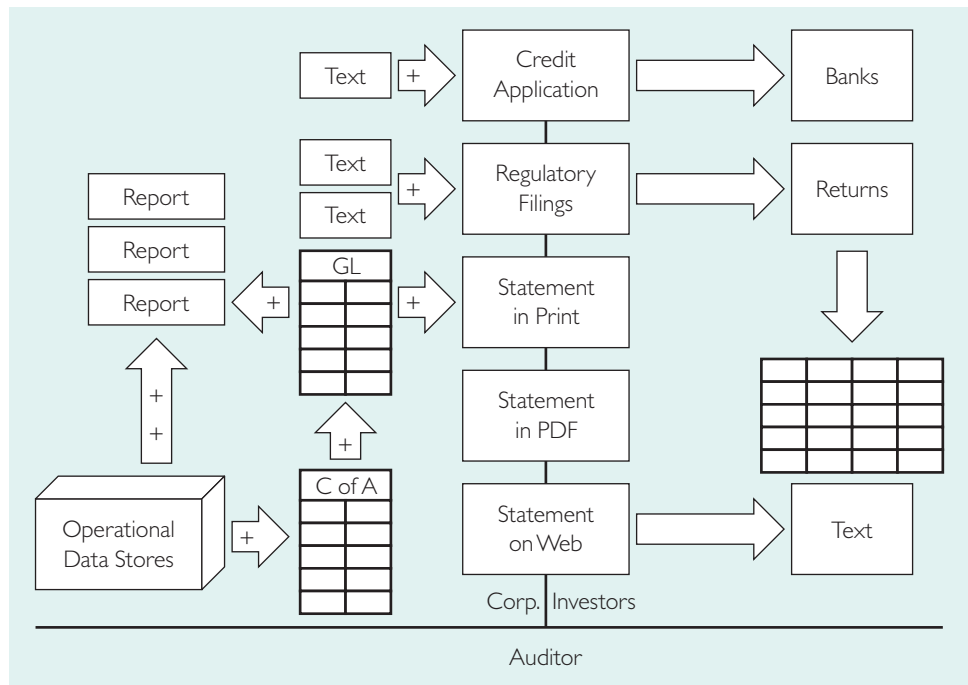 Text
+
Credit
Application
Banks
Text
Text
+
Regulatory
Filings
Returns
Report
Report
Report
+
GL
+
Statement
in Print
+
+
Statement
in PDF
+
Operational
Data Stores
+
C of A
Statement
on Web
Text
Corp. Investors
Auditor